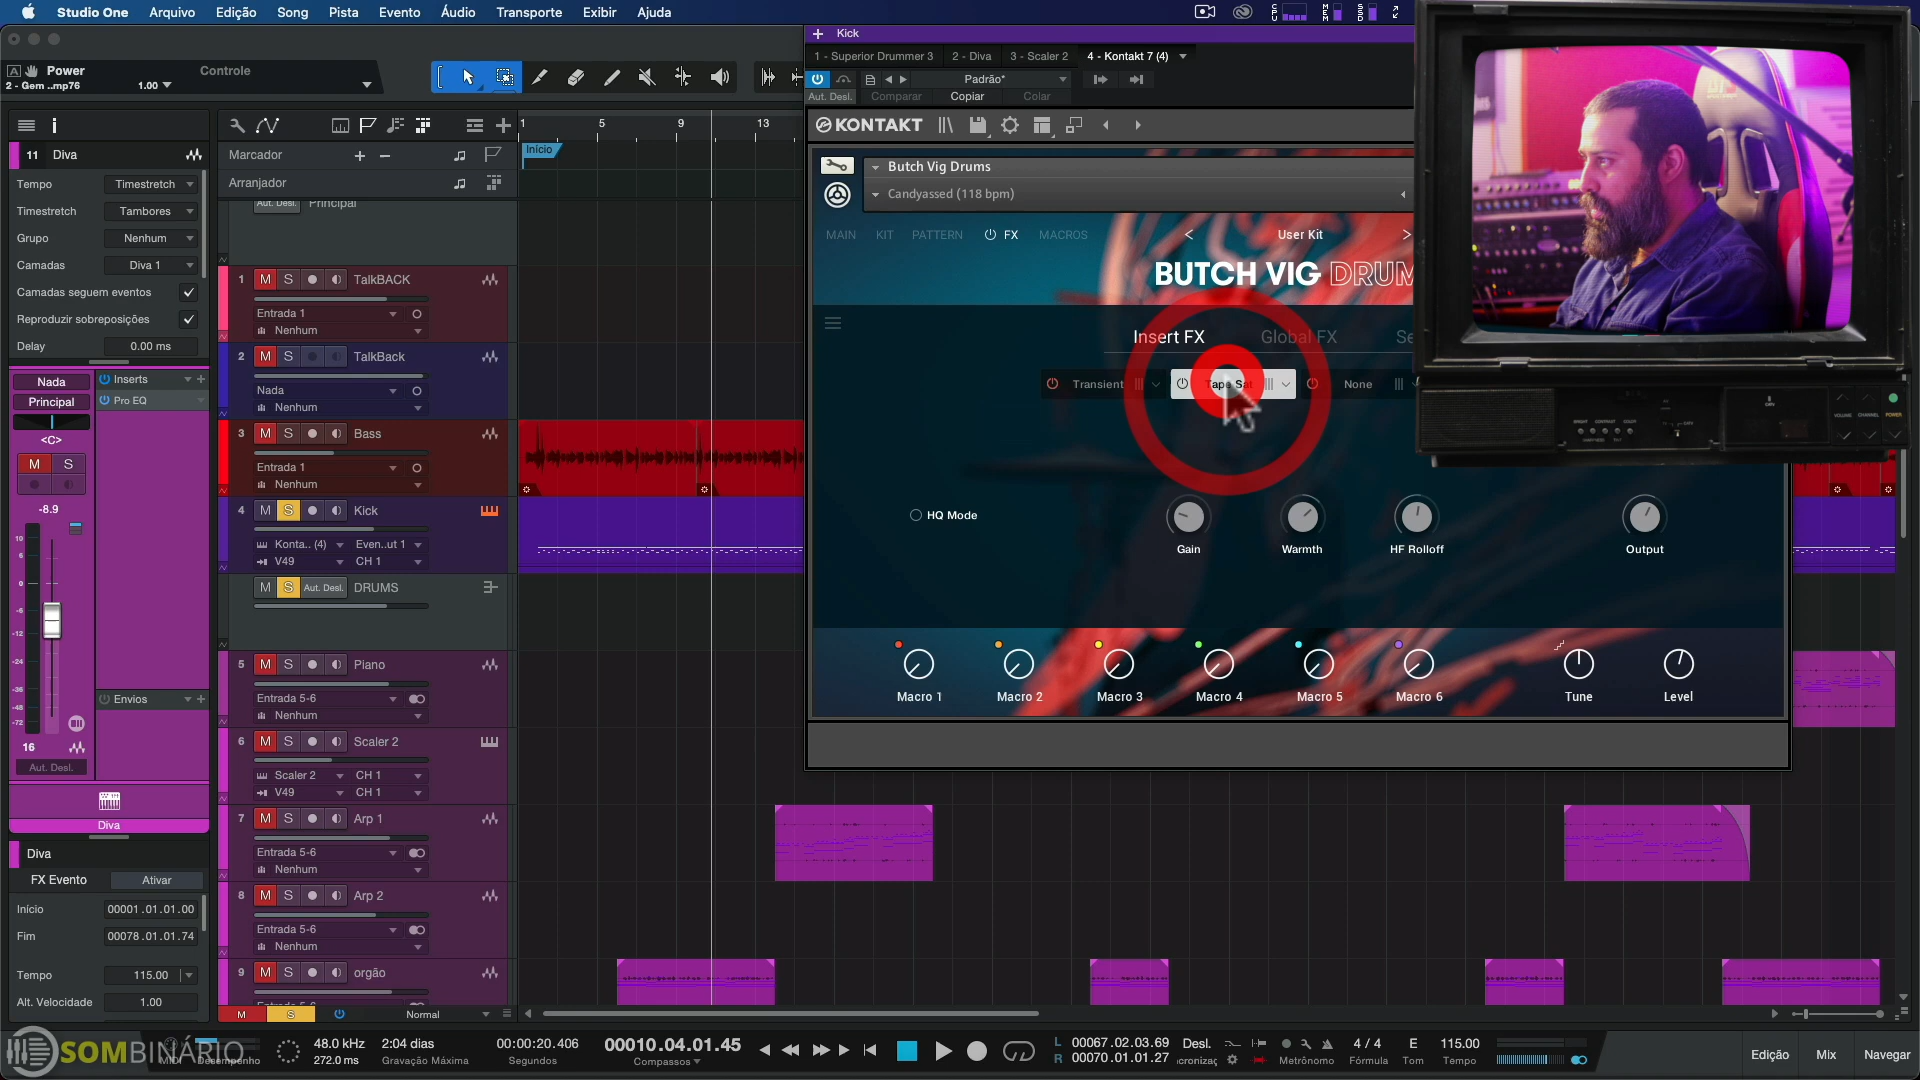 Studio One Arquivo Edição Song Pista Evento Áudio Transporte Exibir Ajuda
Power
2 - Gem ..mp76 1.00
Controle
Kick
1 - Superior Drummer 3 2 - Diva 3 - Scaler 2 4 - Kontakt 7 (4)
Padrão*
Aut. Desl. Comparar Copiar Colar
KONTAKT
Butch Vig Drums
Candyassed (118 bpm)
MAIN KIT PATTERN FX MACROS
User Kit
BUTCH VIG DRUM
Insert FX Global FX Se
Transient Tape Sat None
HQ Mode
Gain Warmth HF Rolloff Output
Macro 1 Macro 2 Macro 3 Macro 4 Macro 5 Macro 6 Tune Level
11 Diva
Tempo Timestretch
Timestretch Tambores
Grupo Nenhum
Camadas Diva 1
Camadas seguem eventos
Reproduzir sobreposições
Delay 0.00 ms
Nada
Principal
<C>
M S
-8.9
Inserts
Pro EQ
Envios
16
Aut. Desl.
Diva
Diva
FX Evento Ativar
Início 00001.01.01.00
Fim 00078.01.01.74
Tempo 115.00
Alt. Velocidade 1.00
Marcador
Arranjador
1 5 9 13
Início
Aut. Desl. Principal
1 M S TalkBACK
Entrada 1
Nenhum
2 M S TalkBack
Nada
Nenhum
3 M S Bass
Entrada 1
Nenhum
4 M S Kick
Konta.. (4) Even..ut 1
V49 CH 1
M S Aut. Desl. DRUMS
5 M S Piano
Entrada 5-6
Nenhum
6 M S Scaler 2
Scaler 2 CH 1
V49 CH 1
7 M S Arp 1
Entrada 5-6
Nenhum
8 M S Arp 2
Entrada 5-6
Nenhum
9 M S orgão
Entrada 5-6
M S Normal
SOMBINÁRIO
MIDI Desempenho
48.0 kHz
272.0 ms
2:04 dias
Gravação Máxima
00:00:20.406
Segundos
00010.04.01.45
Compassos
L 00067.02.03.69
R 00070.01.01.27
Desl.
Metrônomo
4 / 4
Fórmula
E
Tom
115.00
Tempo
Edição Mix Navegar